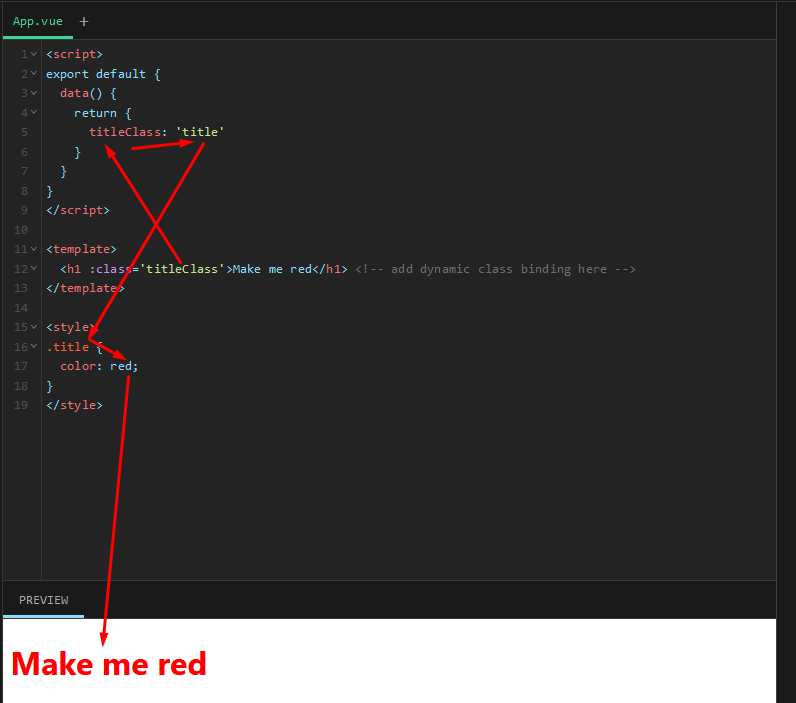 App.vue +
1 <script>
2 export default {
3   data() {
4     return {
5       titleClass: 'title'
6     }
7   }
8 }
9 </script>
10
11 <template>
12   <h1 :class='titleClass'>Make me red</h1> <!-- add dynamic class binding here -->
13 </template>
14
15 <style>
16 .title {
17   color: red;
18 }
19 </style>
PREVIEW
Make me red